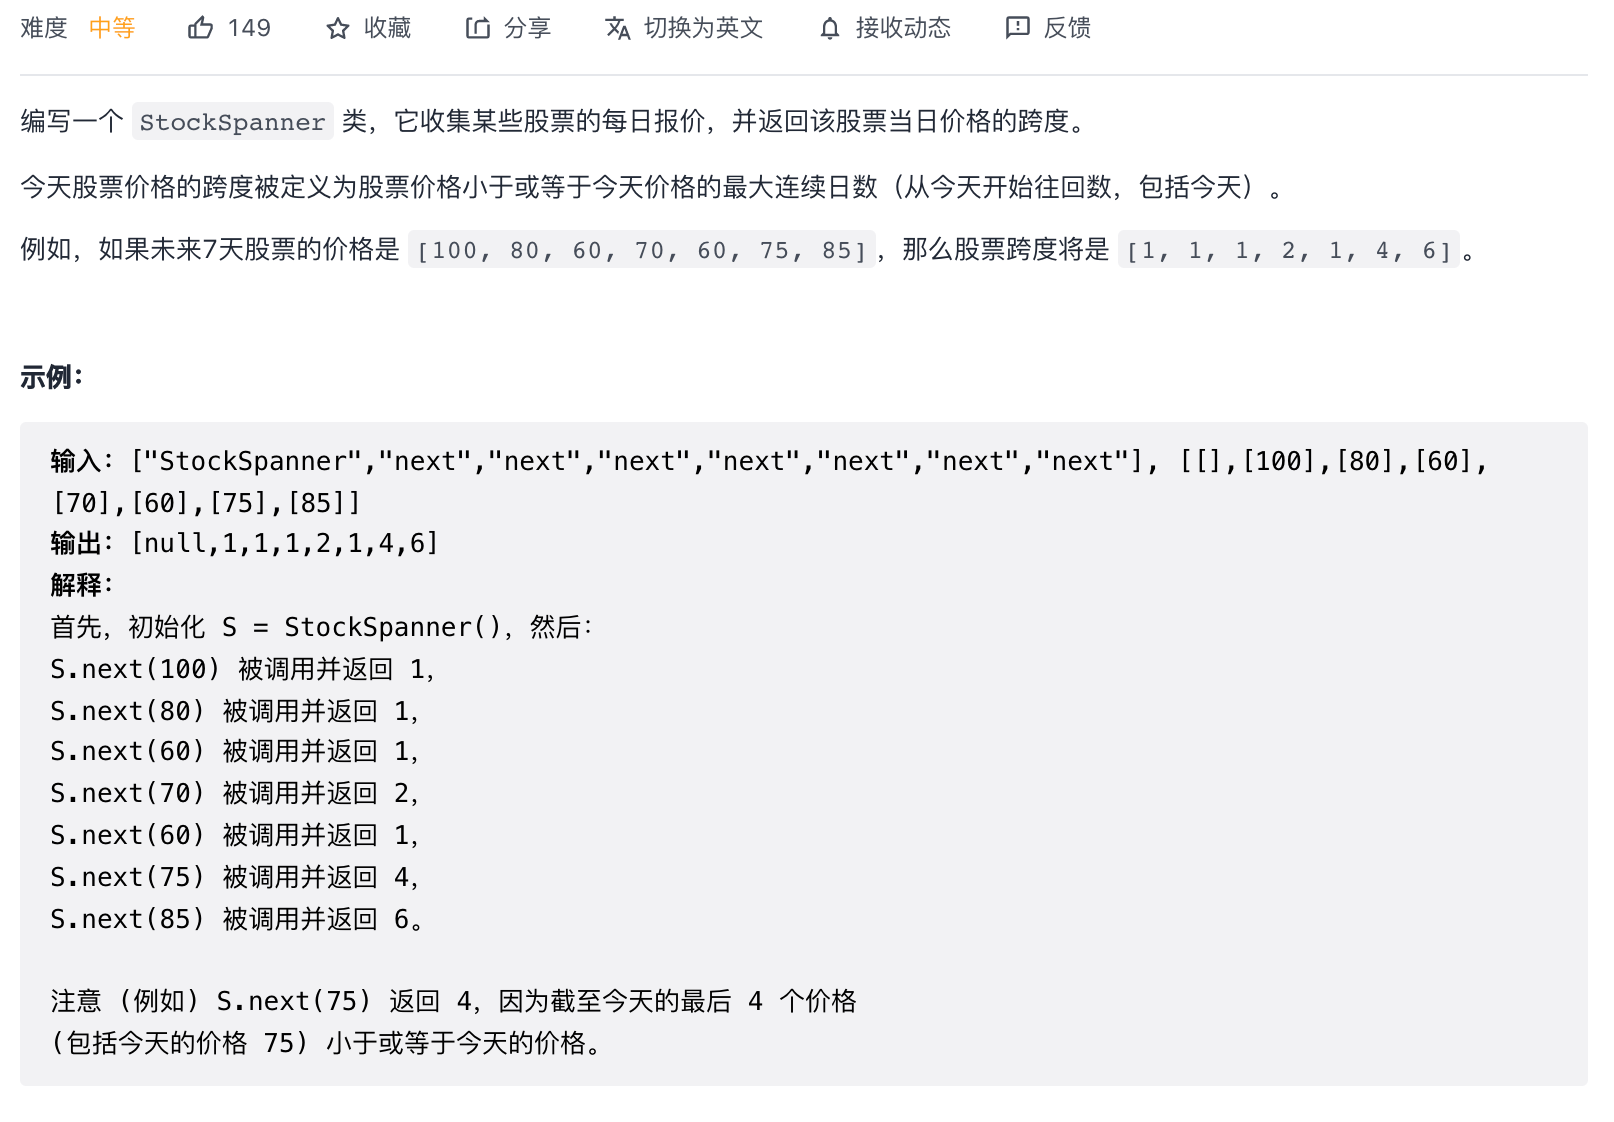 难度 中等 149 收藏 分享 切换为英文 接收动态 反馈
编写一个 StockSpanner 类，它收集某些股票的每日报价，并返回该股票当日价格的跨度。
今天股票价格的跨度被定义为股票价格小于或等于今天价格的最大连续日数（从今天开始往回数，包括今天）。
例如，如果未来7天股票的价格是 [100, 80, 60, 70, 60, 75, 85]，那么股票跨度将是 [1, 1, 1, 2, 1, 4, 6]。
示例：
输入：["StockSpanner","next","next","next","next","next","next","next"], [[],[100],[80],[60],
[70],[60],[75],[85]]
输出：[null,1,1,1,2,1,4,6]
解释：
首先，初始化 S = StockSpanner()，然后：
S.next(100) 被调用并返回 1，
S.next(80) 被调用并返回 1，
S.next(60) 被调用并返回 1，
S.next(70) 被调用并返回 2，
S.next(60) 被调用并返回 1，
S.next(75) 被调用并返回 4，
S.next(85) 被调用并返回 6。
注意 (例如) S.next(75) 返回 4，因为截至今天的最后 4 个价格
(包括今天的价格 75) 小于或等于今天的价格。